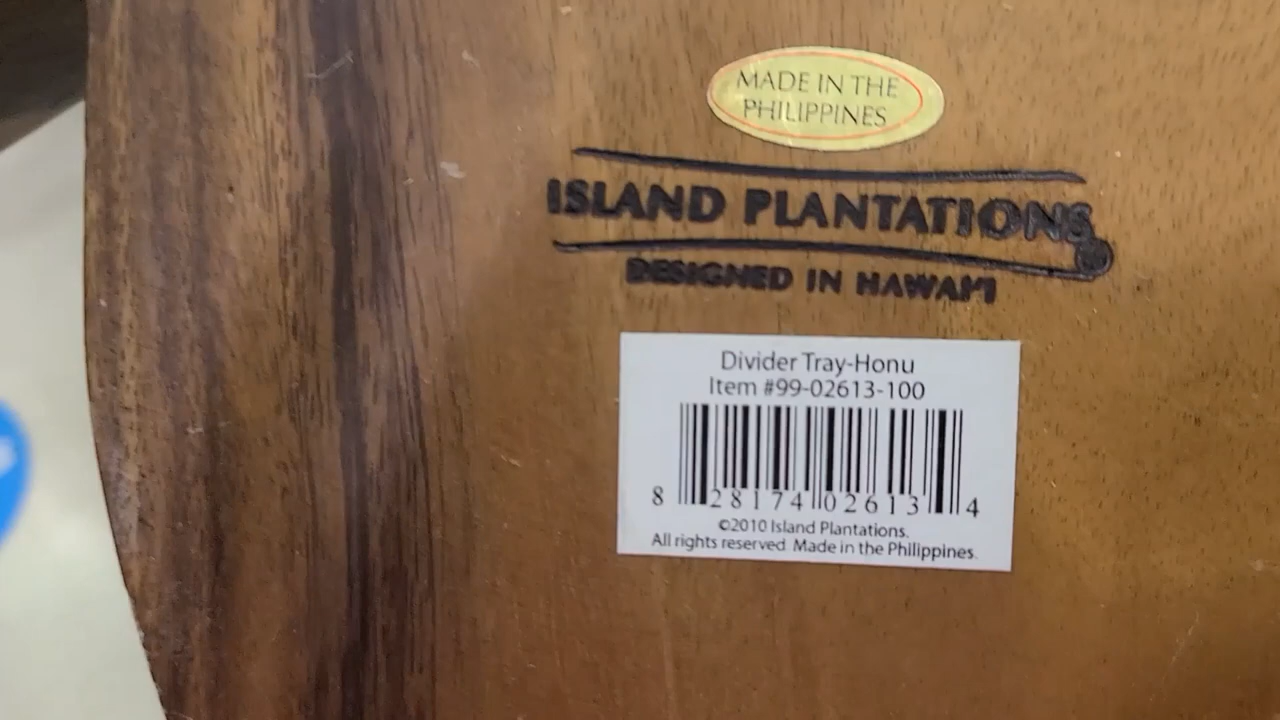 MADE IN THE
PHILIPPINES
ISLAND PLANTATIONS
DESIGNED IN HAWAI'I
Divider Tray-Honu
Item #99-02613-100
8 28174 02613 4
©2010 Island Plantations.
All rights reserved Made in the Philippines.